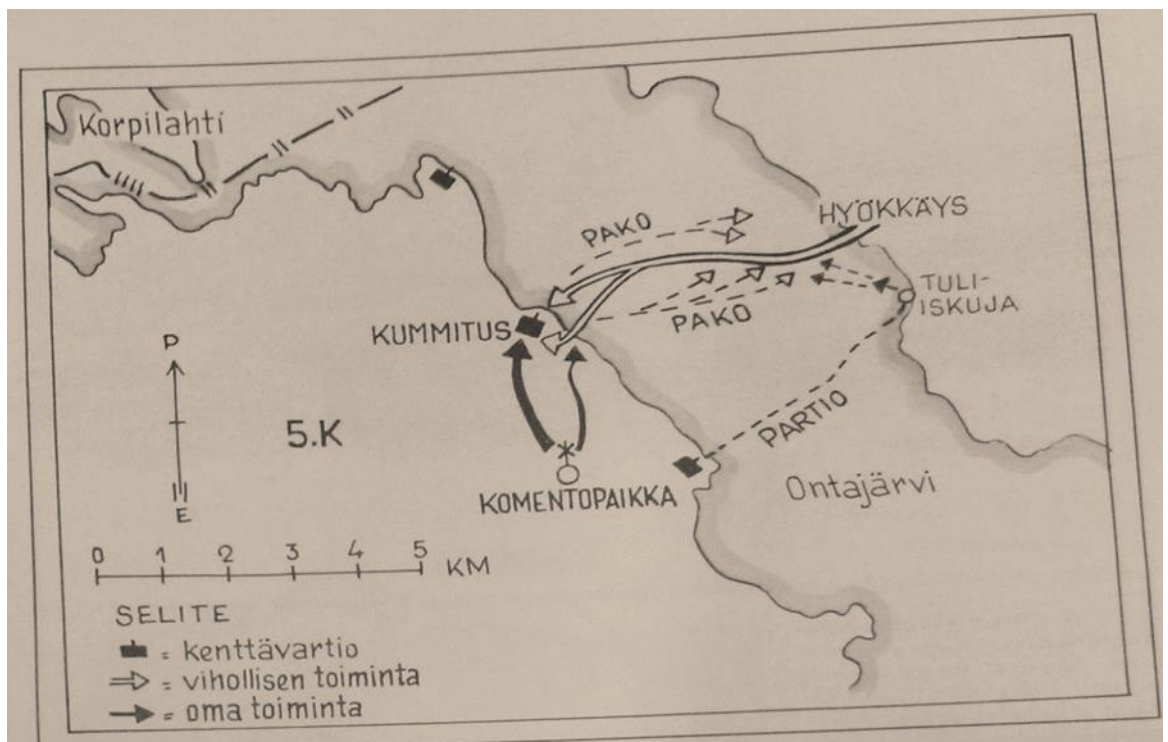 Korpilahti
PAKO
HYÖKKÄYS
TULI-
ISKUJA
PAKO
KUMMITUS
P
5.K
E
PARTIO
KOMENTOPAIKKA
Ontajärvi
0 1 2 3 4 5 KM
SELITE
= kenttävartio
= vihollisen toiminta
= oma toiminta